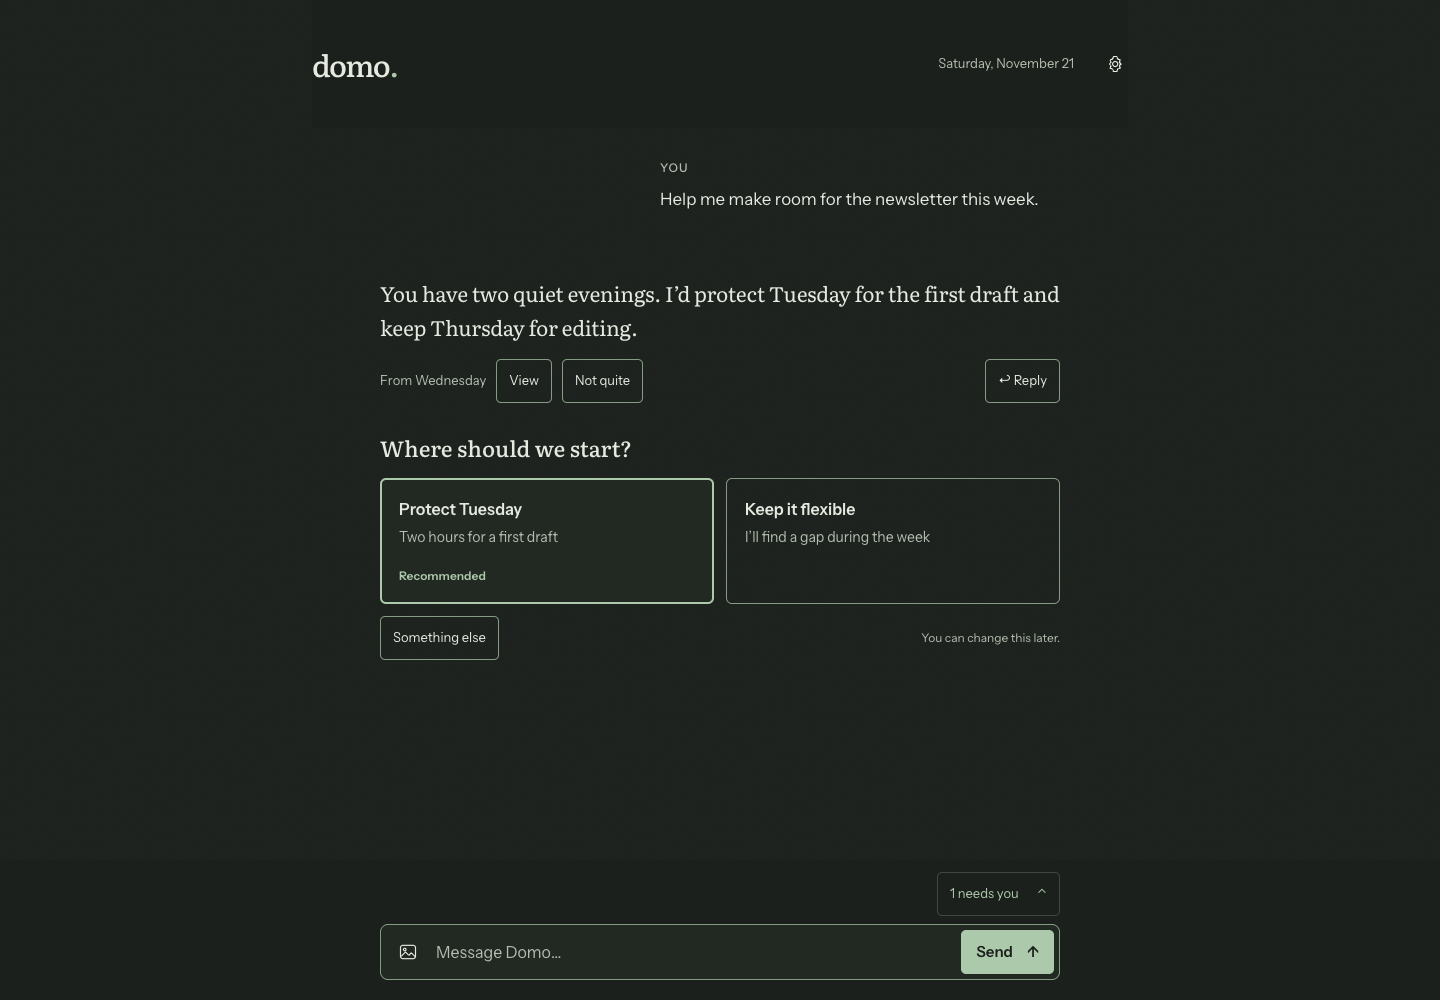 domo.
Saturday, November 21
YOU
Help me make room for the newsletter this week.
You have two quiet evenings. I’d protect Tuesday for the first draft and
keep Thursday for editing.
From Wednesday
View
Not quite
↩ Reply
Where should we start?
Protect Tuesday
Two hours for a first draft
Recommended
Keep it flexible
I’ll find a gap during the week
Something else
You can change this later.
1 needs you
Message Domo...
Send